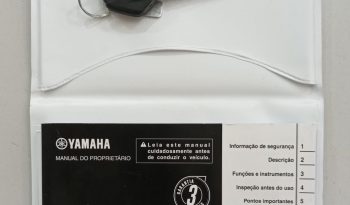 YAMAHA
MANUAL DO PROPRIETÁRIO
Leia este manual
cuidadosamente antes
de conduzir o veículo.
GARANTIA
3
Informação de segurança 1
Descrição 2
Funções e instrumentos 3
Inspeção antes do uso 4
Pontos importantes 5